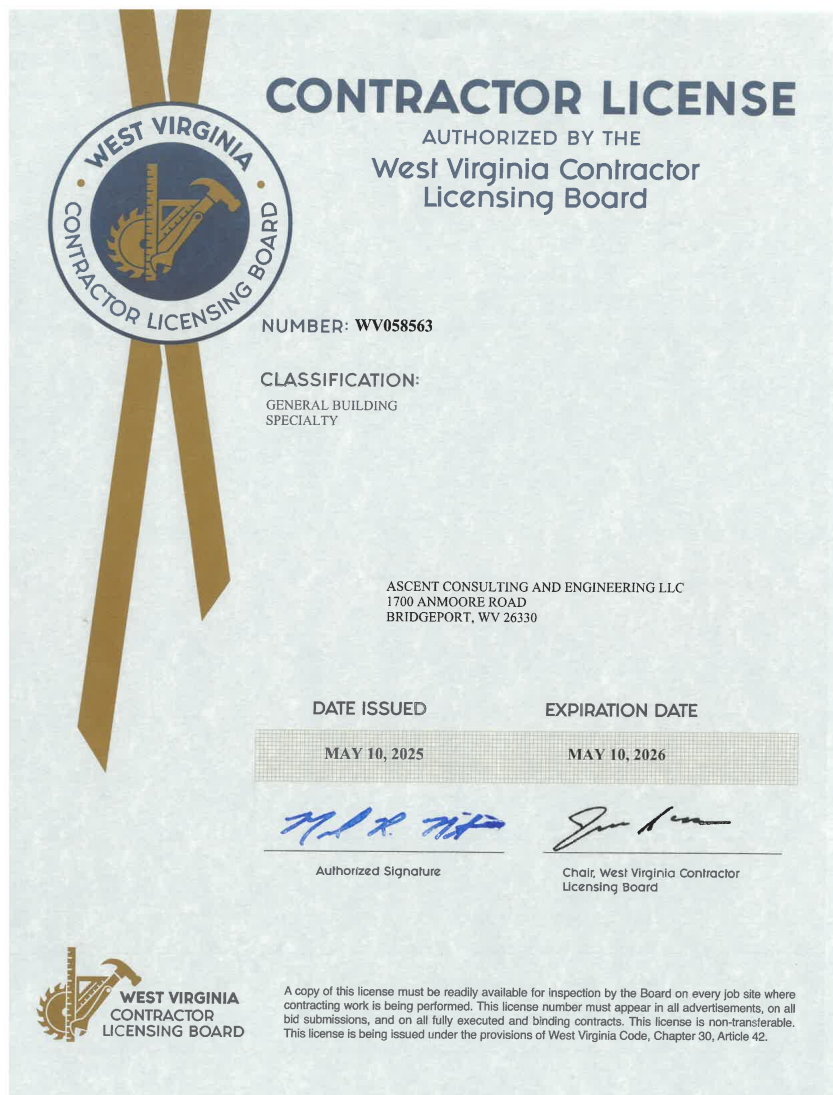 CONTRACTOR LICENSE
AUTHORIZED BY THE
West Virginia Contractor
Licensing Board
WEST VIRGINIA
CONTRACTOR LICENSING BOARD
NUMBER: WV058563
CLASSIFICATION:
GENERAL BUILDING
SPECIALTY
ASCENT CONSULTING AND ENGINEERING LLC
1700 ANMOORE ROAD
BRIDGEPORT, WV 26330
DATE ISSUED
EXPIRATION DATE
MAY 10, 2025
MAY 10, 2026
Authorized Signature
Chair, West Virginia Contractor
Licensing Board
WEST VIRGINIA
CONTRACTOR
LICENSING BOARD
A copy of this license must be readily available for inspection by the Board on every job site where
contracting work is being performed. This license number must appear in all advertisements, on all
bid submissions, and on all fully executed and binding contracts. This license is non-transferable.
This license is being issued under the provisions of West Virginia Code, Chapter 30, Article 42.